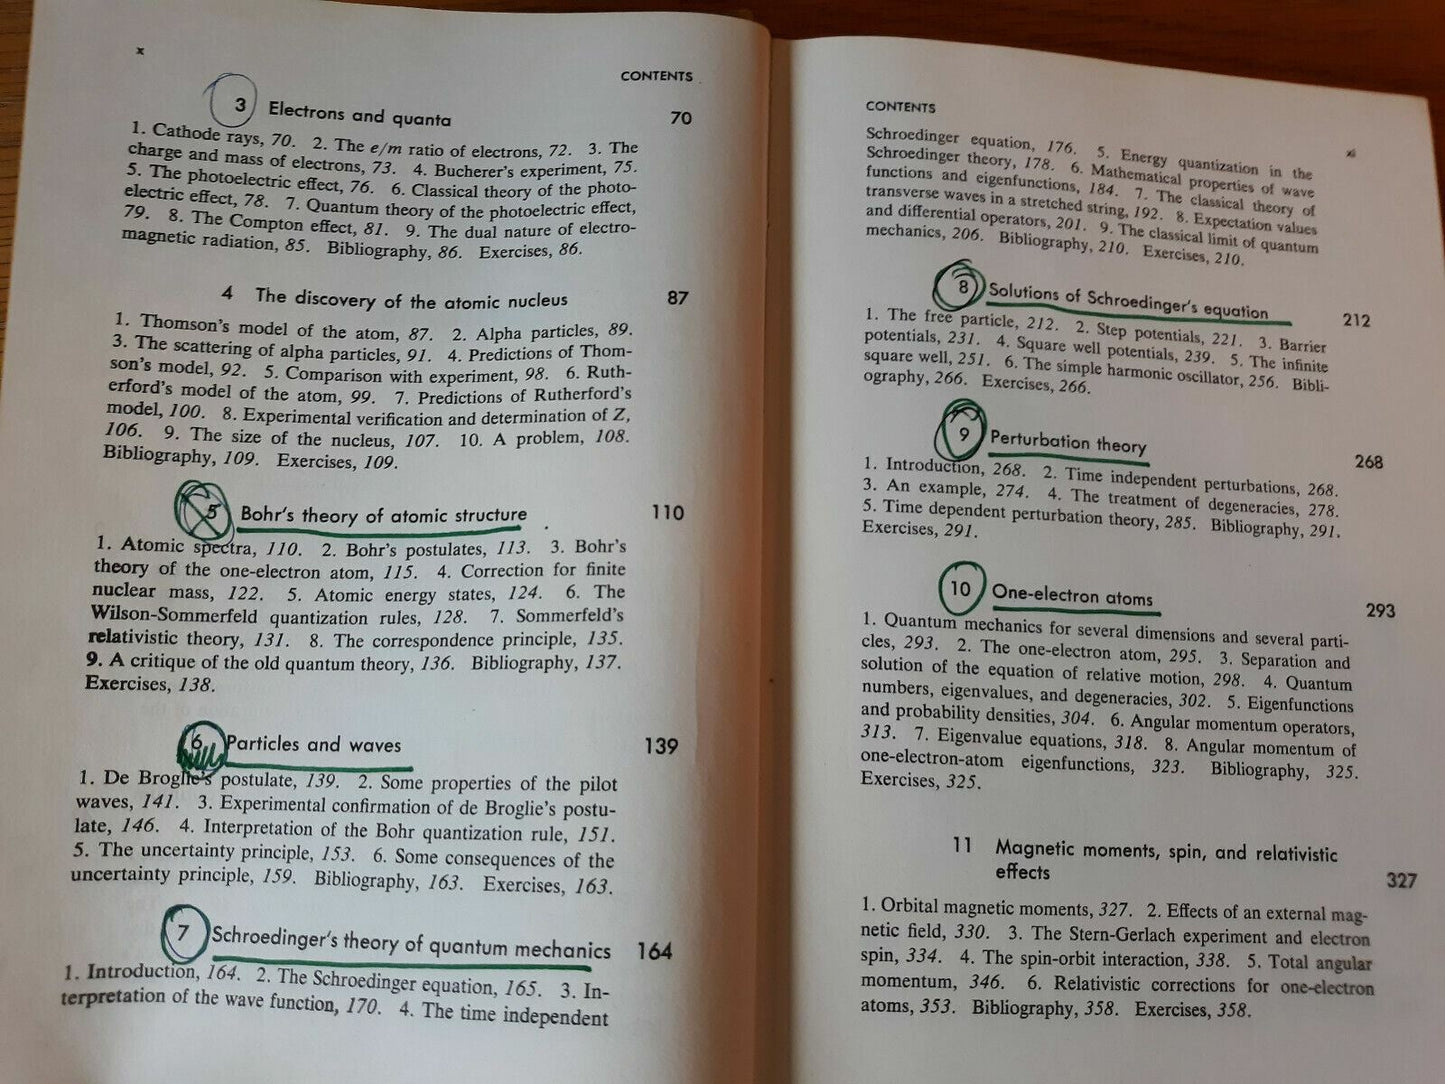 x
CONTENTS
3 Electrons and quanta 70
1. Cathode rays, 70. 2. The e/m ratio of electrons, 72. 3. The
charge and mass of electrons, 73. 4. Bucherer's experiment, 75.
5. The photoelectric effect, 76. 6. Classical theory of the photo-
electric effect, 78. 7. Quantum theory of the photoelectric effect,
79. 8. The Compton effect, 81. 9. The dual nature of electro-
magnetic radiation, 85. Bibliography, 86. Exercises, 86.
4 The discovery of the atomic nucleus 87
1. Thomson's model of the atom, 87. 2. Alpha particles, 89.
3. The scattering of alpha particles, 91. 4. Predictions of Thom-
son's model, 92. 5. Comparison with experiment, 98. 6. Ruth-
erford's model of the atom, 99. 7. Predictions of Rutherford's
model, 100. 8. Experimental verification and determination of Z,
106. 9. The size of the nucleus, 107. 10. A problem, 108.
Bibliography, 109. Exercises, 109.
5 Bohr's theory of atomic structure 110
1. Atomic spectra, 110. 2. Bohr's postulates, 113. 3. Bohr's
theory of the one-electron atom, 115. 4. Correction for finite
nuclear mass, 122. 5. Atomic energy states, 124. 6. The
Wilson-Sommerfeld quantization rules, 128. 7. Sommerfeld's
relativistic theory, 131. 8. The correspondence principle, 135.
9. A critique of the old quantum theory, 136. Bibliography, 137.
Exercises, 138.
6 Particles and waves 139
1. De Broglie's postulate, 139. 2. Some properties of the pilot
waves, 141. 3. Experimental confirmation of de Broglie's postu-
late, 146. 4. Interpretation of the Bohr quantization rule, 151.
5. The uncertainty principle, 153. 6. Some consequences of the
uncertainty principle, 159. Bibliography, 163. Exercises, 163.
7 Schroedinger's theory of quantum mechanics 164
1. Introduction, 164. 2. The Schroedinger equation, 165. 3. In-
terpretation of the wave function, 170. 4. The time independent
CONTENTS
xi
Schroedinger equation, 176. 5. Energy quantization in the
Schroedinger theory, 178. 6. Mathematical properties of wave
functions and eigenfunctions, 184. 7. The classical theory of
transverse waves in a stretched string, 192. 8. Expectation values
and differential operators, 201. 9. The classical limit of quantum
mechanics, 206. Bibliography, 210. Exercises, 210.
8 Solutions of Schroedinger's equation 212
1. The free particle, 212. 2. Step potentials, 221. 3. Barrier
potentials, 231. 4. Square well potentials, 239. 5. The infinite
square well, 251. 6. The simple harmonic oscillator, 256. Bibli-
ography, 266. Exercises, 266.
9 Perturbation theory 268
1. Introduction, 268. 2. Time independent perturbations, 268.
3. An example, 274. 4. The treatment of degeneracies, 278.
5. Time dependent perturbation theory, 285. Bibliography, 291.
Exercises, 291.
10 One-electron atoms 293
1. Quantum mechanics for several dimensions and several parti-
cles, 293. 2. The one-electron atom, 295. 3. Separation and
solution of the equation of relative motion, 298. 4. Quantum
numbers, eigenvalues, and degeneracies, 302. 5. Eigenfunctions
and probability densities, 304. 6. Angular momentum operators,
313. 7. Eigenvalue equations, 318. 8. Angular momentum of
one-electron-atom eigenfunctions, 323. Bibliography, 325.
Exercises, 325.
11 Magnetic moments, spin, and relativistic
effects 327
1. Orbital magnetic moments, 327. 2. Effects of an external mag-
netic field, 330. 3. The Stern-Gerlach experiment and electron
spin, 334. 4. The spin-orbit interaction, 338. 5. Total angular
momentum, 346. 6. Relativistic corrections for one-electron
atoms, 353. Bibliography, 358. Exercises, 358.